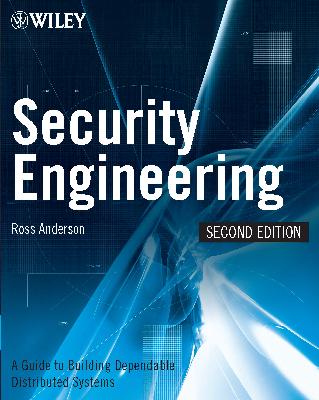 WILEY
Security
Engineering
Ross Anderson
SECOND EDITION
A Guide to Building Dependable
Distributed Systems